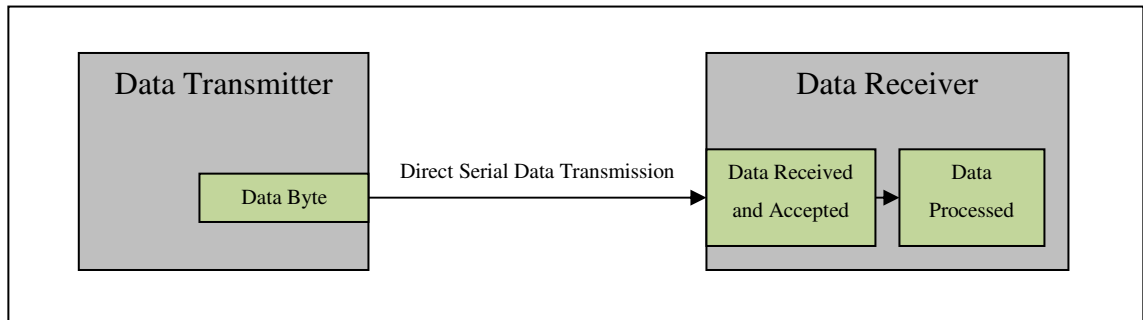 Data Transmitter
Data Byte
Direct Serial Data Transmission
Data Receiver
Data Received
and Accepted
Data
Processed